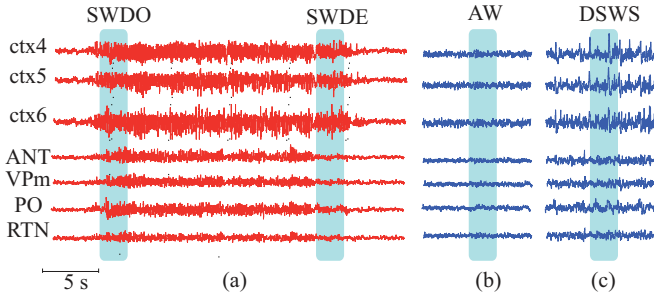 SWDO SWDE AW DSWS
ctx4
ctx5
ctx6
ANT
VPm
PO
RTN
5 s (a) (b) (c)